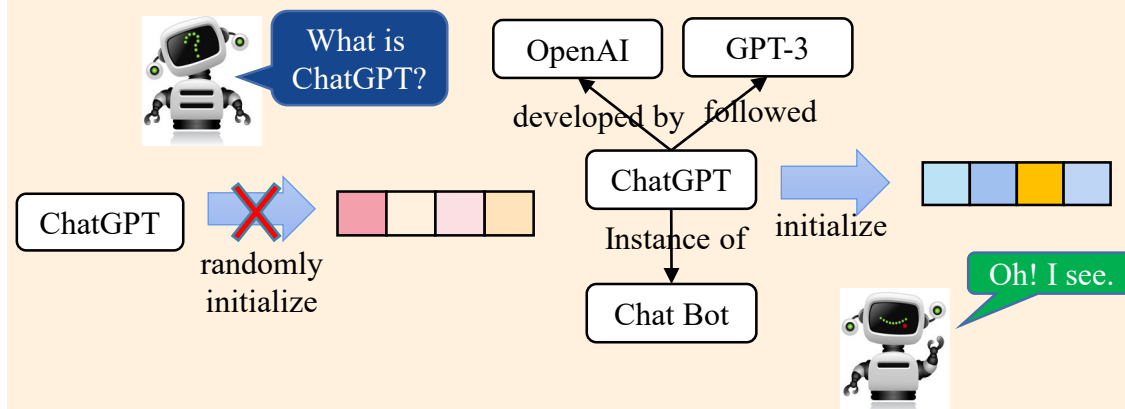 What is
ChatGPT?
OpenAI
GPT-3
developed by
followed
ChatGPT
randomly
initialize
ChatGPT
initialize
Instance of
Chat Bot
Oh! I see.